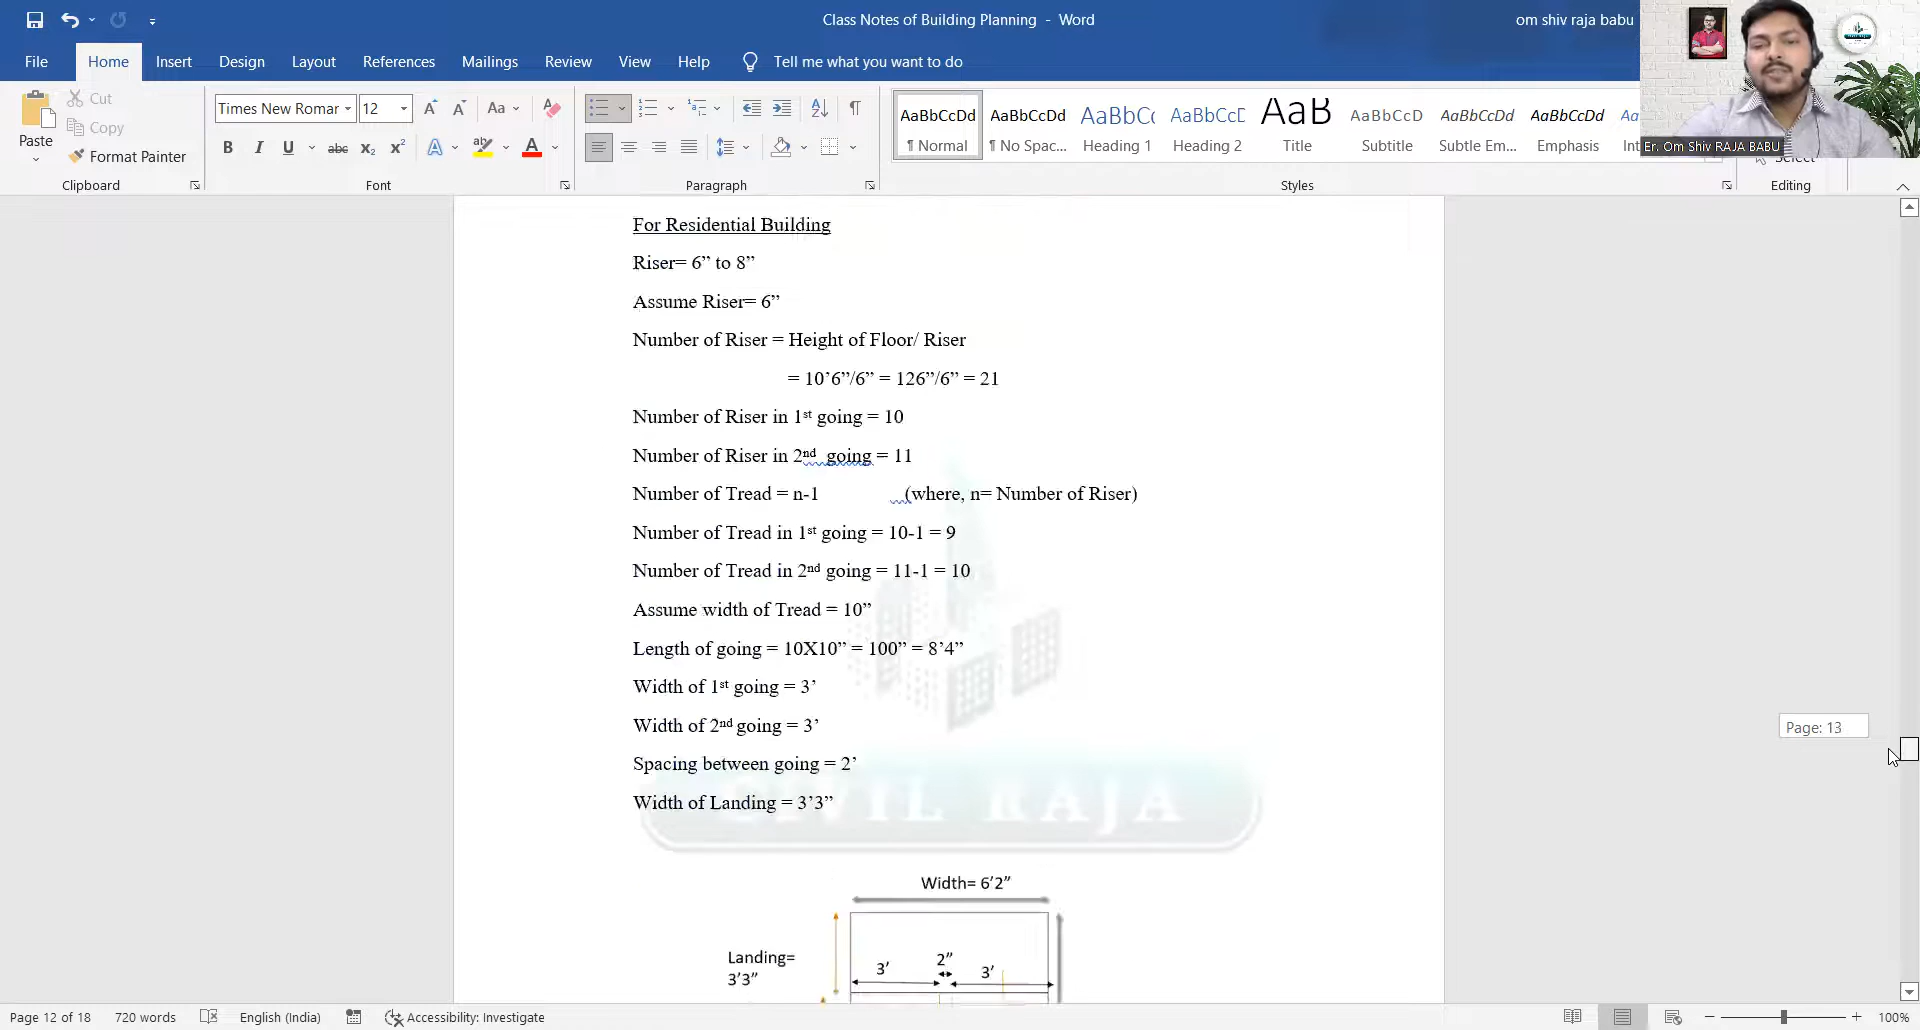 Class Notes of Building Planning - Word
om shiv raja babu
File Home Insert Design Layout References Mailings Review View Help Tell me what you want to do
Paste
Cut
Copy
Format Painter
Clipboard
Times New Romar 12
Font
Paragraph
AaBbCcDd
¶ Normal
AaBbCcDd
¶ No Spac...
AaBbCc
Heading 1
AaBbCcD
Heading 2
AaB
Title
AaBbCcD
Subtitle
AaBbCcDd
Subtle Em...
AaBbCcDd
Emphasis
Styles
Select
Editing
Er. Om Shiv RAJA BABU
For Residential Building
Riser= 6” to 8”
Assume Riser= 6”
Number of Riser = Height of Floor/ Riser
= 10’6”/6” = 126”/6” = 21
Number of Riser in 1st going = 10
Number of Riser in 2nd going = 11
Number of Tread = n-1 (where, n= Number of Riser)
Number of Tread in 1st going = 10-1 = 9
Number of Tread in 2nd going = 11-1 = 10
Assume width of Tread = 10”
Length of going = 10X10” = 100” = 8’4”
Width of 1st going = 3’
Width of 2nd going = 3’
Spacing between going = 2’
Width of Landing = 3’3”
CIVIL RAJA
Width= 6’2”
Landing=
3’3”
3’ 2” 3’
Page: 13
Page 12 of 18 720 words English (India) Accessibility: Investigate 100%